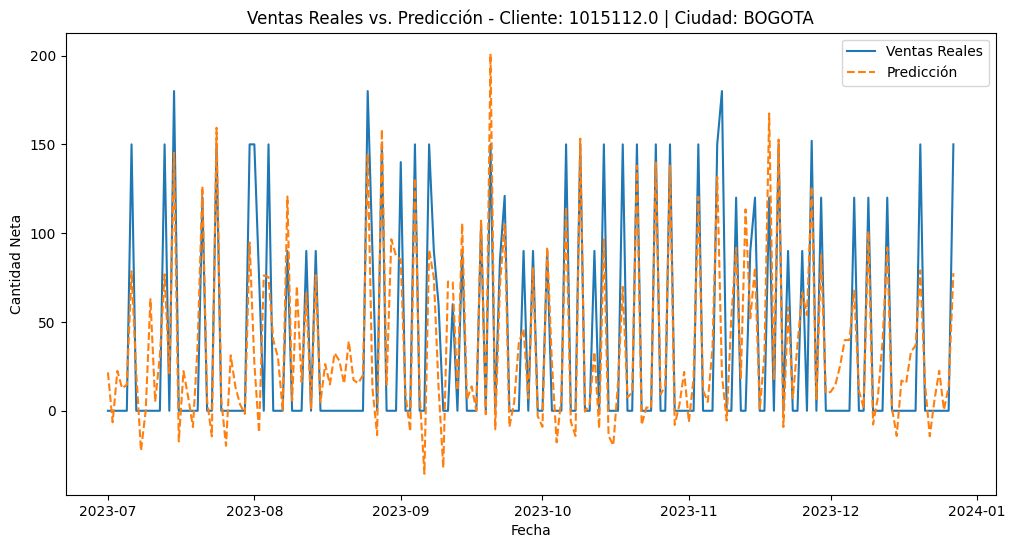 Ventas Reales vs. Predicción - Cliente: 1015112.0 | Ciudad: BOGOTA
Ventas Reales
Predicción
Cantidad Neta
200
150
100
50
0
2023-07
2023-08
2023-09
2023-10
2023-11
2023-12
2024-01
Fecha